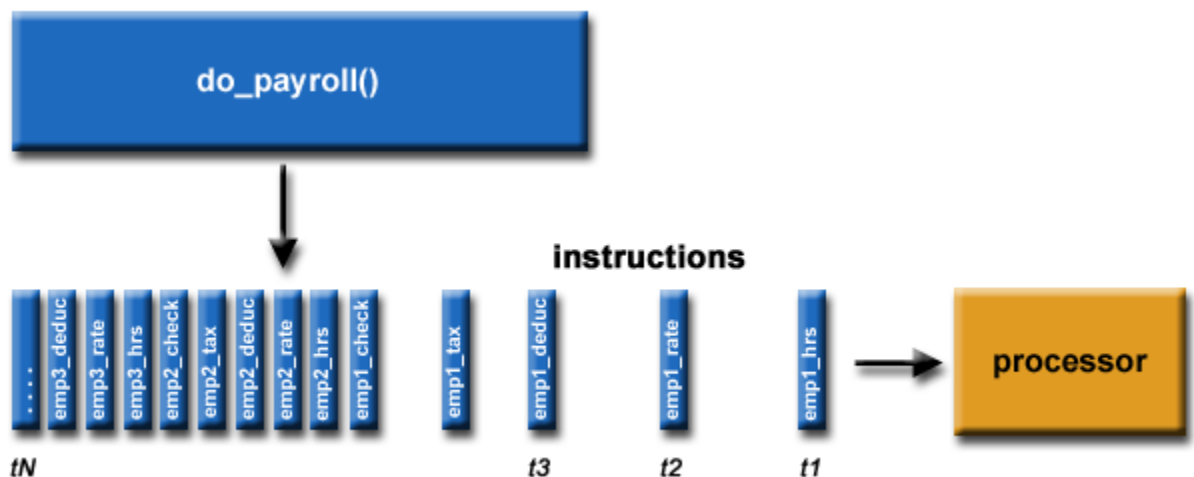 do_payroll()
instructions
....
emp3_deduc
emp3_rate
emp3_hrs
emp2_check
emp2_tax
emp2_deduc
emp2_rate
emp2_hrs
emp1_check
emp1_tax
emp1_deduc
emp1_rate
emp1_hrs
processor
tN
t3
t2
t1